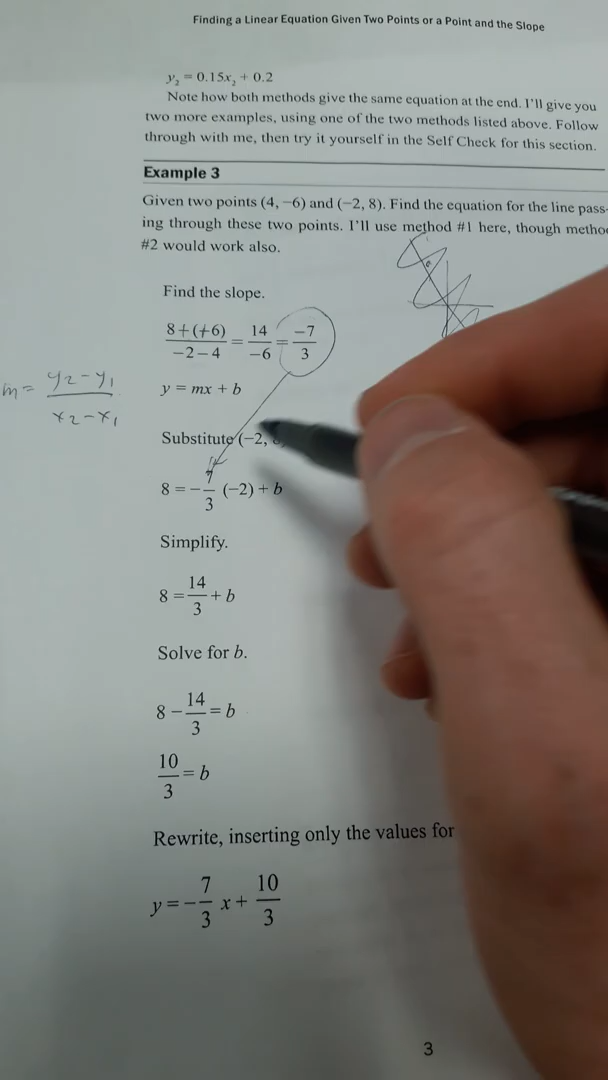 Finding a Linear Equation Given Two Points or a Point and the Slope
y₂ = 0.15x₂ + 0.2
Note how both methods give the same equation at the end. I'll give you
two more examples, using one of the two methods listed above. Follow
through with me, then try it yourself in the Self Check for this section.
Example 3
Given two points (4, −6) and (−2, 8). Find the equation for the line pass-
ing through these two points. I'll use method #1 here, though
#2 would work also.
Find the slope.
8+(+6)/−2−4 = 14/−6 = −7/3
m = y₂−y₁/x₂−x₁
y = mx + b
Substitute (−2,
8 = −7/3 (−2) + b
Simplify.
8 = 14/3 + b
Solve for b.
8 − 14/3 = b
10/3 = b
Rewrite, inserting only the values for
y = −7/3 x + 10/3
3